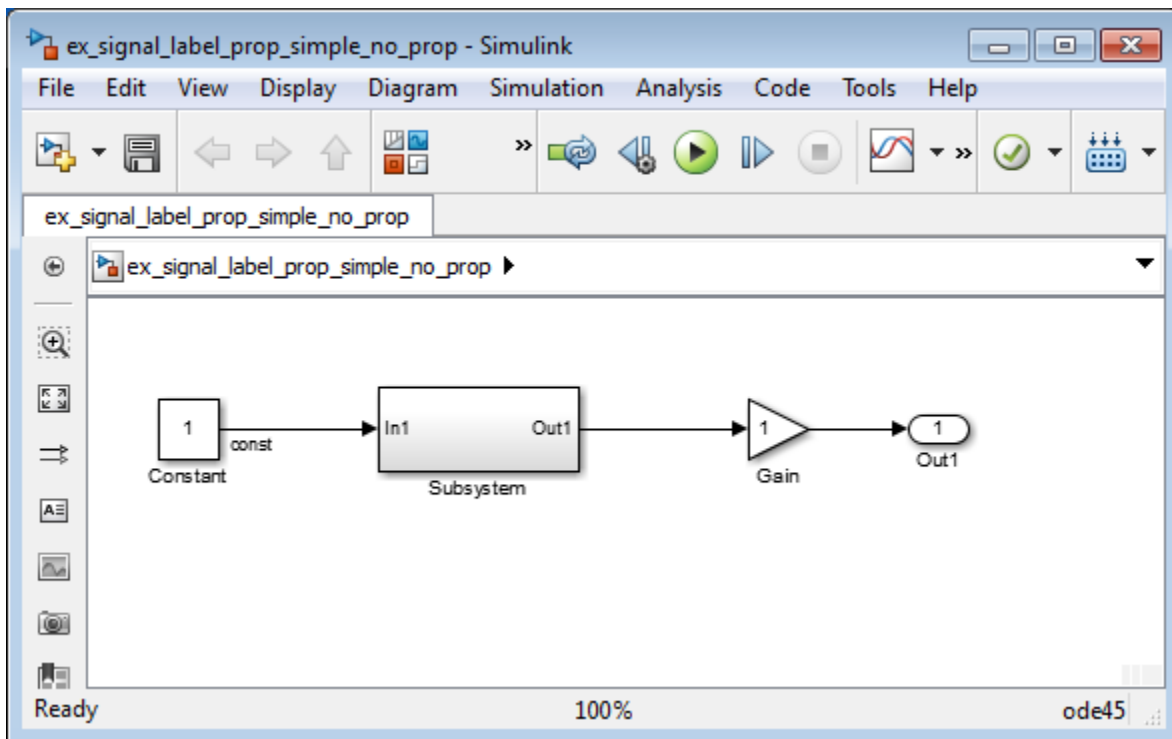 ex_signal_label_prop_simple_no_prop - Simulink
File Edit View Display Diagram Simulation Analysis Code Tools Help
ex_signal_label_prop_simple_no_prop
ex_signal_label_prop_simple_no_prop
1 const In1 Out1 1 1
Constant Subsystem Gain Out1
Ready 100% ode45